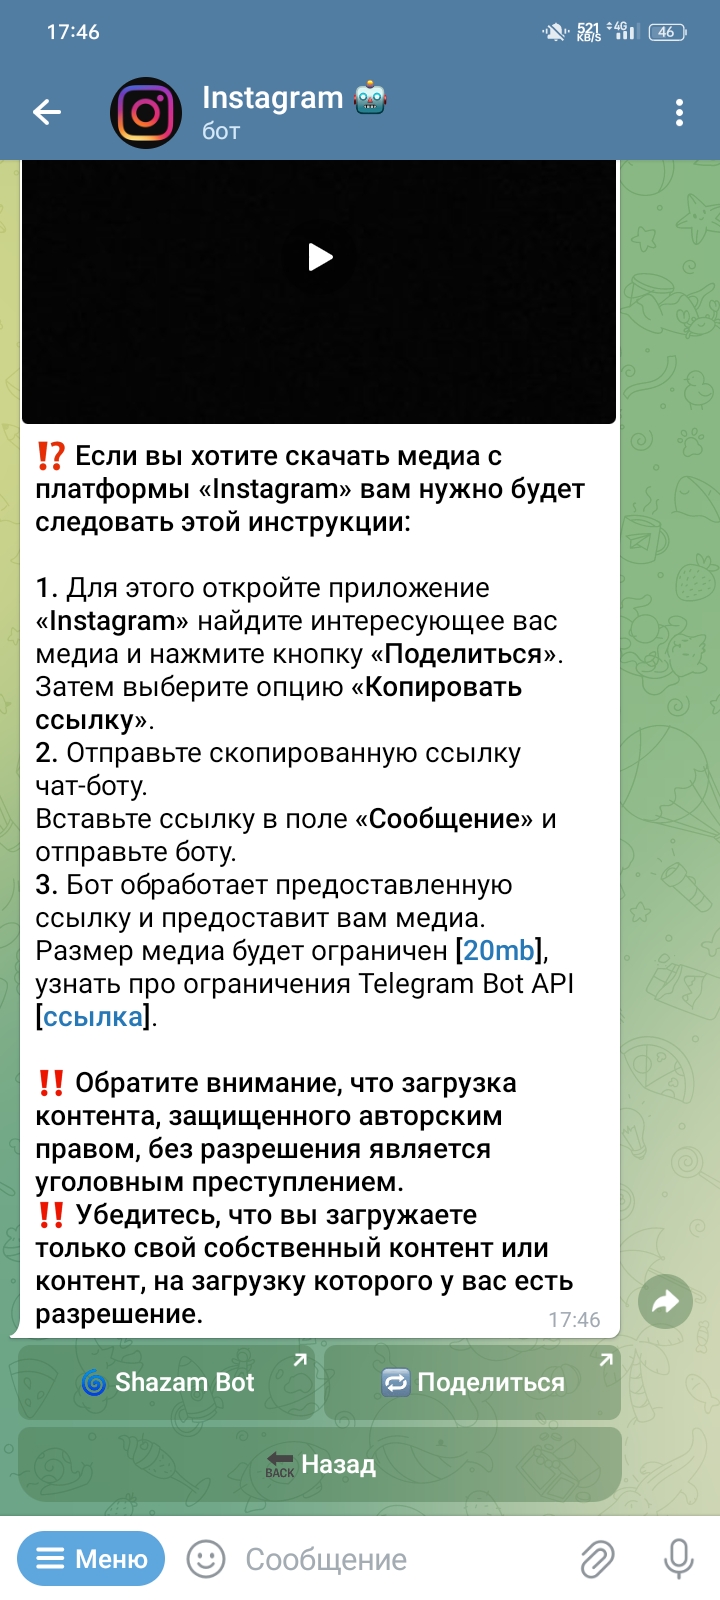 17:46
521
KB/S
4G
46
Instagram 🤖
бот
⁉️ Если вы хотите скачать медиа с
платформы «Instagram» вам нужно будет
следовать этой инструкции:
1. Для этого откройте приложение
«Instagram» найдите интересующее вас
медиа и нажмите кнопку «Поделиться».
Затем выберите опцию «Копировать
ссылку».
2. Отправьте скопированную ссылку
чат-боту.
Вставьте ссылку в поле «Сообщение» и
отправьте боту.
3. Бот обработает предоставленную
ссылку и предоставит вам медиа.
Размер медиа будет ограничен [20mb],
узнать про ограничения Telegram Bot API
[ссылка].
‼️ Обратите внимание, что загрузка
контента, защищенного авторским
правом, без разрешения является
уголовным преступлением.
‼️ Убедитесь, что вы загружаете
только свой собственный контент или
контент, на загрузку которого у вас есть
разрешение.
17:46
🌀 Shazam Bot
🔁 Поделиться
🔙 Назад
Меню
Сообщение